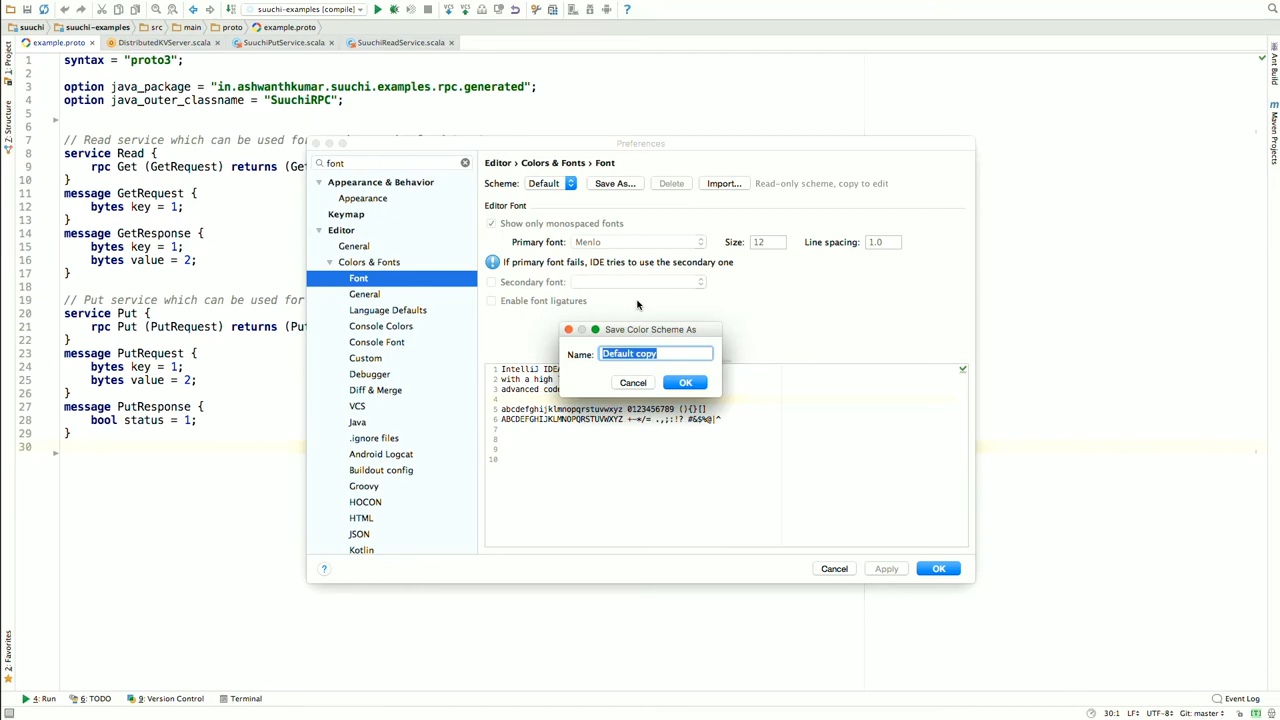 suuchi-examples [compile]
suuchi
suuchi-examples
src
main
proto
example.proto
example.proto
DistributedKVServer.scala
SuuchiPutService.scala
SuuchiReadService.scala
1: Project
Z: Structure
2: Favorites
Ant Build
Maven Projects
1 syntax = "proto3";
2
3 option java_package = "in.ashwanthkumar.suuchi.examples.rpc.generated";
4 option java_outer_classname = "SuuchiRPC";
5
6
7 // Read service which can be used for
8 service Read {
9 rpc Get (GetRequest) returns (Ge
10 }
11 message GetRequest {
12 bytes key = 1;
13 }
14 message GetResponse {
15 bytes key = 1;
16 bytes value = 2;
17 }
18
19 // Put service which can be used for
20 service Put {
21 rpc Put (PutRequest) returns (Put
22 }
23 message PutRequest {
24 bytes key = 1;
25 bytes value = 2;
26 }
27 message PutResponse {
28 bool status = 1;
29 }
30
Preferences
font
Appearance & Behavior
Appearance
Keymap
Editor
General
Colors & Fonts
Font
General
Language Defaults
Console Colors
Console Font
Custom
Debugger
Diff & Merge
VCS
Java
.ignore files
Android Logcat
Buildout config
Groovy
HOCON
HTML
JSON
Kotlin
Editor › Colors & Fonts › Font
Scheme: Default Save As... Delete Import... Read-only scheme, copy to edit
Editor Font
Show only monospaced fonts
Primary font: Menlo Size: 12 Line spacing: 1.0
If primary font fails, IDE tries to use the secondary one
Secondary font:
Enable font ligatures
Save Color Scheme As
Name: Default copy
Cancel OK
1 IntelliJ IDEA
2 with a high
3 advanced cod
4
5 abcdefghijklmnopqrstuvwxyz 0123456789 (){}[]
6 ABCDEFGHIJKLMNOPQRSTUVWXYZ +-*/= .,;:!? #&$%@|^
7
8
9
10
? Cancel Apply OK
4: Run 6: TODO 9: Version Control Terminal Event Log
30:1 LF÷ UTF-8÷ Git: master÷